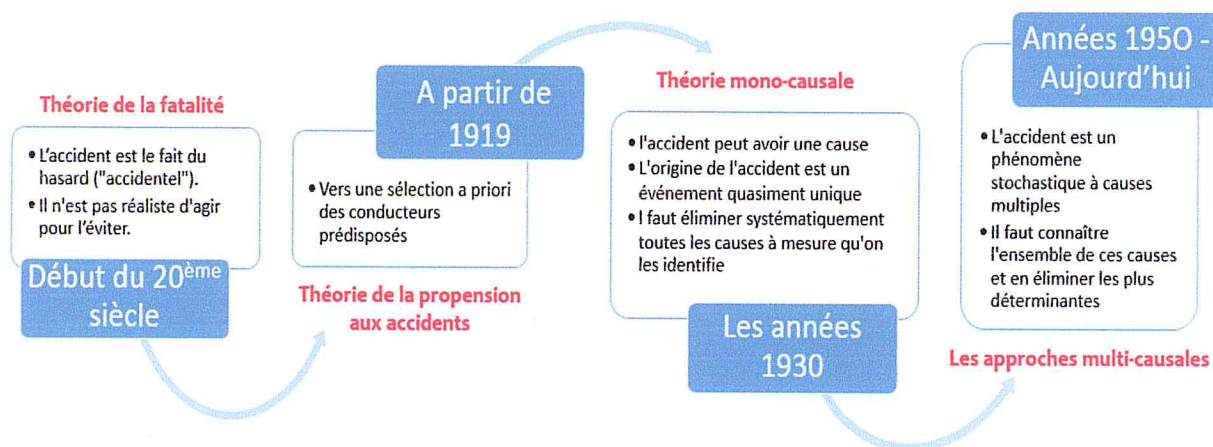 Théorie de la fatalité
• L'accident est le fait du
hasard ("accidentel").
• Il n'est pas réaliste d'agir
pour l'éviter.
Début du 20ème
siècle
A partir de
1919
• Vers une sélection a priori
des conducteurs
prédisposés
Théorie de la propension
aux accidents
Théorie mono-causale
• l'accident peut avoir une cause
• L'origine de l'accident est un
événement quasiment unique
• l faut éliminer systématiquement
toutes les causes à mesure qu'on
les identifie
Les années
1930
Années 195O -
Aujourd'hui
• L'accident est un
phénomène
stochastique à causes
multiples
• Il faut connaître
l'ensemble de ces causes
et en éliminer les plus
déterminantes
Les approches multi-causales